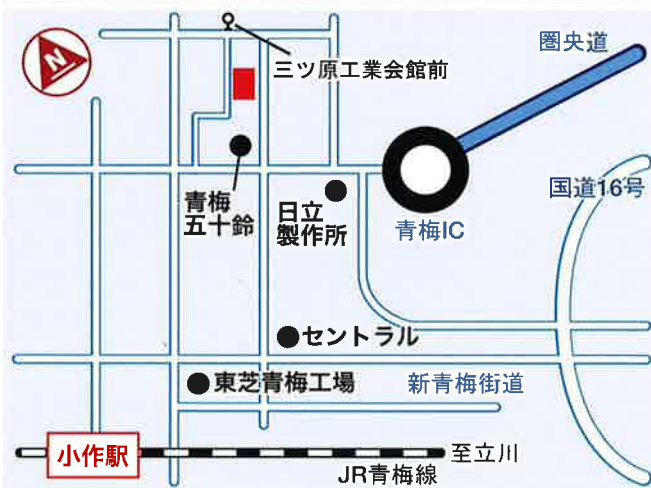 N
三ツ原工業会館前
圏央道
国道16号
青梅
五十鈴
日立
製作所
青梅IC
セントラル
東芝青梅工場
新青梅街道
小作駅
至立川
JR青梅線